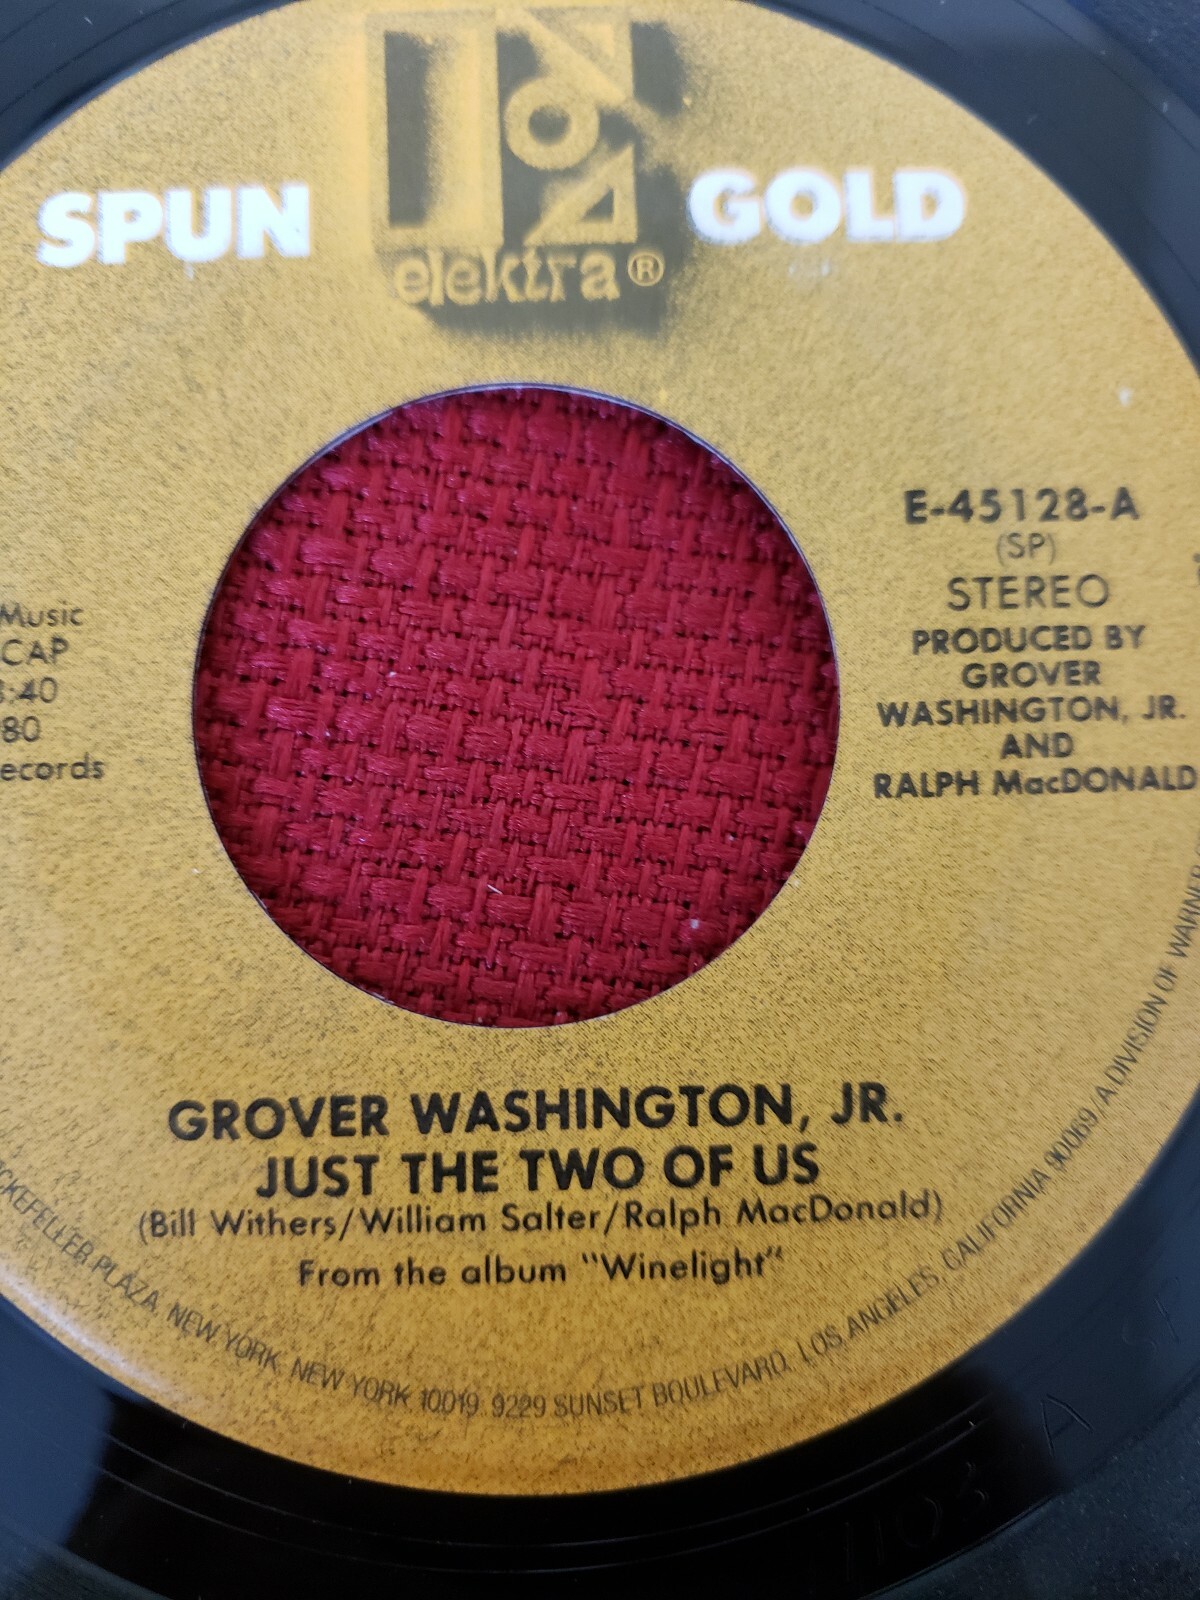 SPUN GOLD
elektra®
E-45128-A
(SP)
STEREO
PRODUCED BY
GROVER
WASHINGTON, JR.
AND
RALPH MacDONALD
Music
CAP
:40
80
ecords
GROVER WASHINGTON, JR.
JUST THE TWO OF US
(Bill Withers/William Salter/Ralph MacDonald)
From the album "Winelight"
CKEFELLER PLAZA, NEW YORK, NEW YORK 10019 9229 SUNSET BOULEVARD, LOS ANGELES, CALIFORNIA 90069, A DIVISION OF WARNER